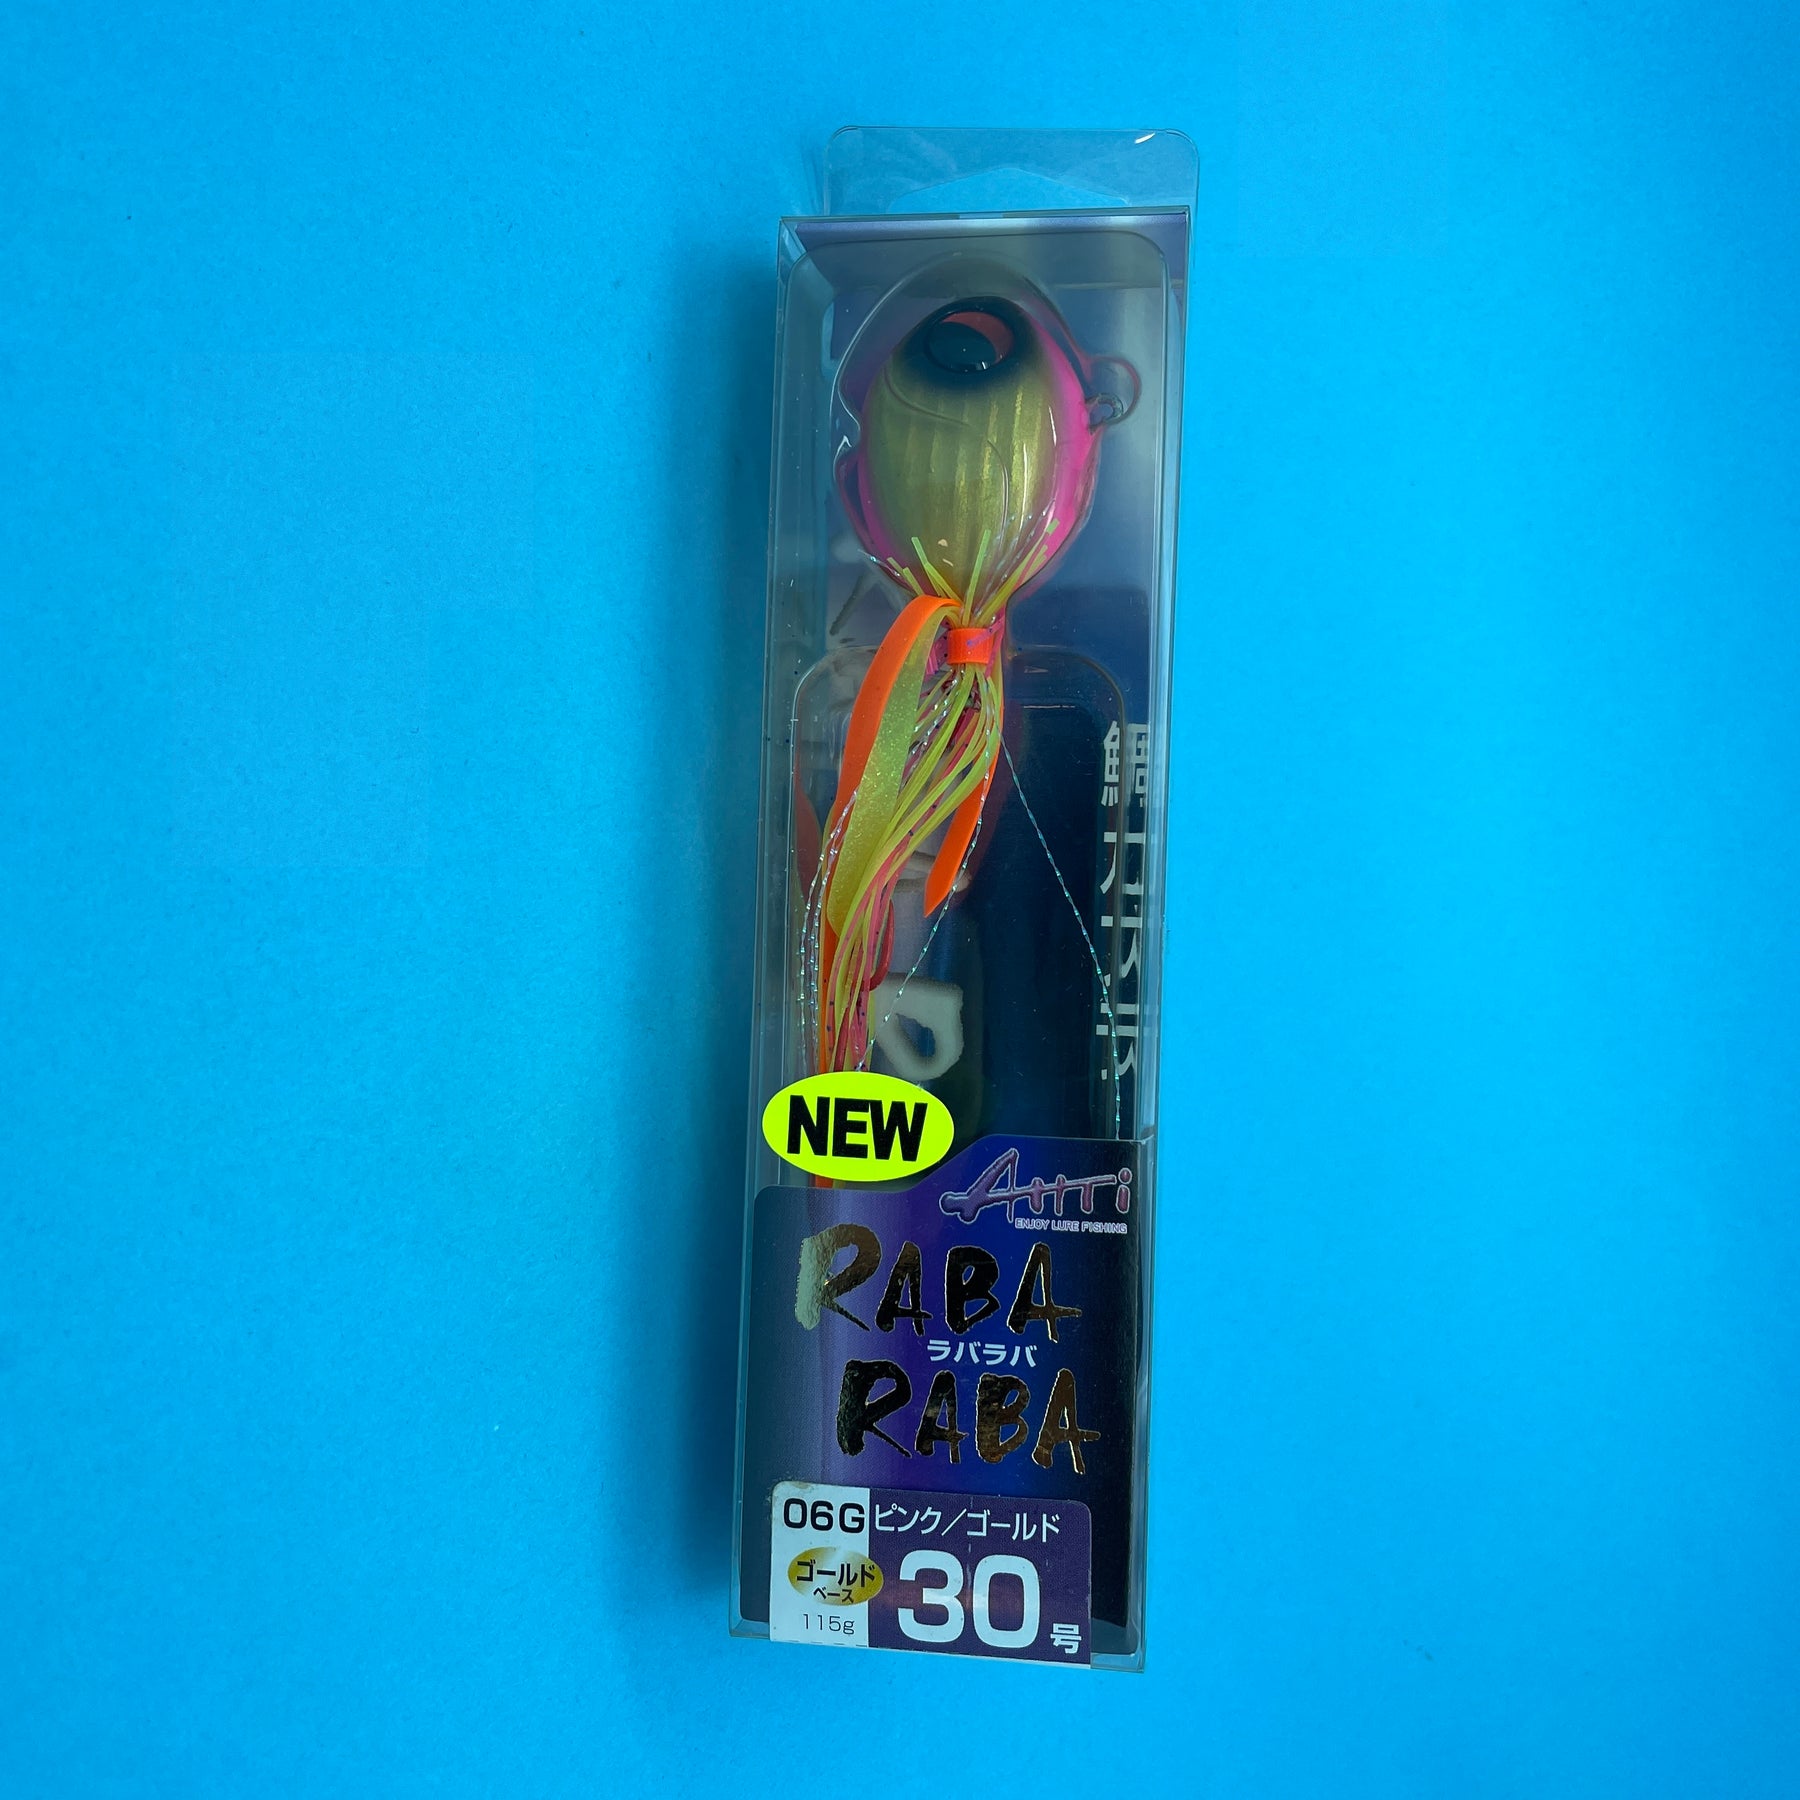 NEW
Anti
ENJOY LURE FISHING
RABA
ラバラバ
RABA
06G ピンク／ゴールド
ゴールド
ベース
115g
30号